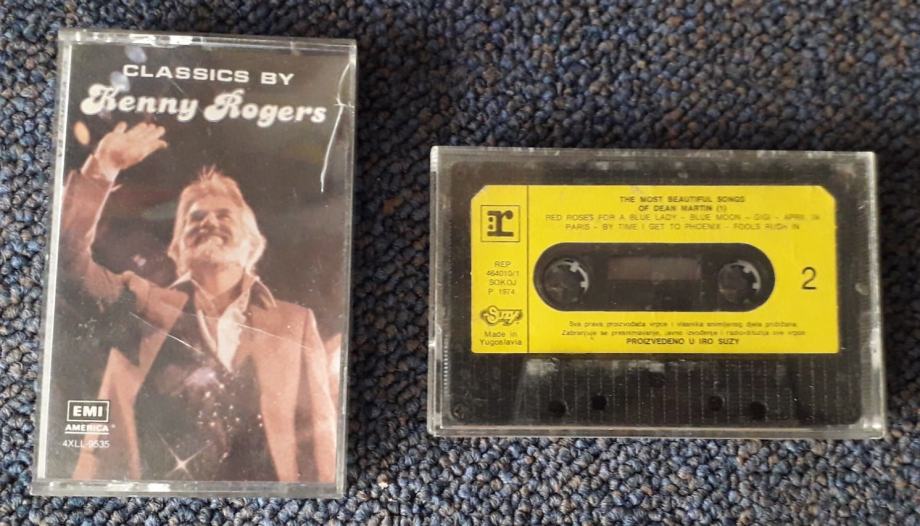 CLASSICS BY
Kenny Rogers
EMI
AMERICA
4XLL-9535
THE MOST BEAUTIFUL SONGS
OF DEAN MARTIN (1)
RED ROSES FOR A BLUE LADY - BLUE MOON - GIGI - APRIL IN
PARIS - BY TIME I GET TO PHOENIX - FOOLS RUSH IN
:r
REP
464010/1
SOKOJ
P 1974
Suzy
Made in
Yugoslavia
2
Sva prava proizvođača vrpce i vlasnika snimljenog djela pridržana.
Zabranjuje se presnimavanje, javno izvođenje i radio-difuzija ove vrpce
PROIZVEDENO U IRO SUZY